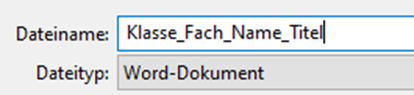 Dateiname: Klasse_Fach_Name_Titel
Dateityp: Word-Dokument